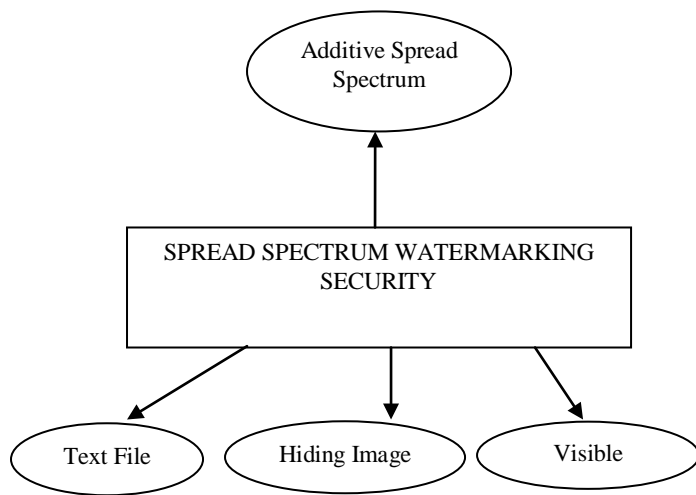 Additive Spread
Spectrum
SPREAD SPECTRUM WATERMARKING
SECURITY
Text File
Hiding Image
Visible